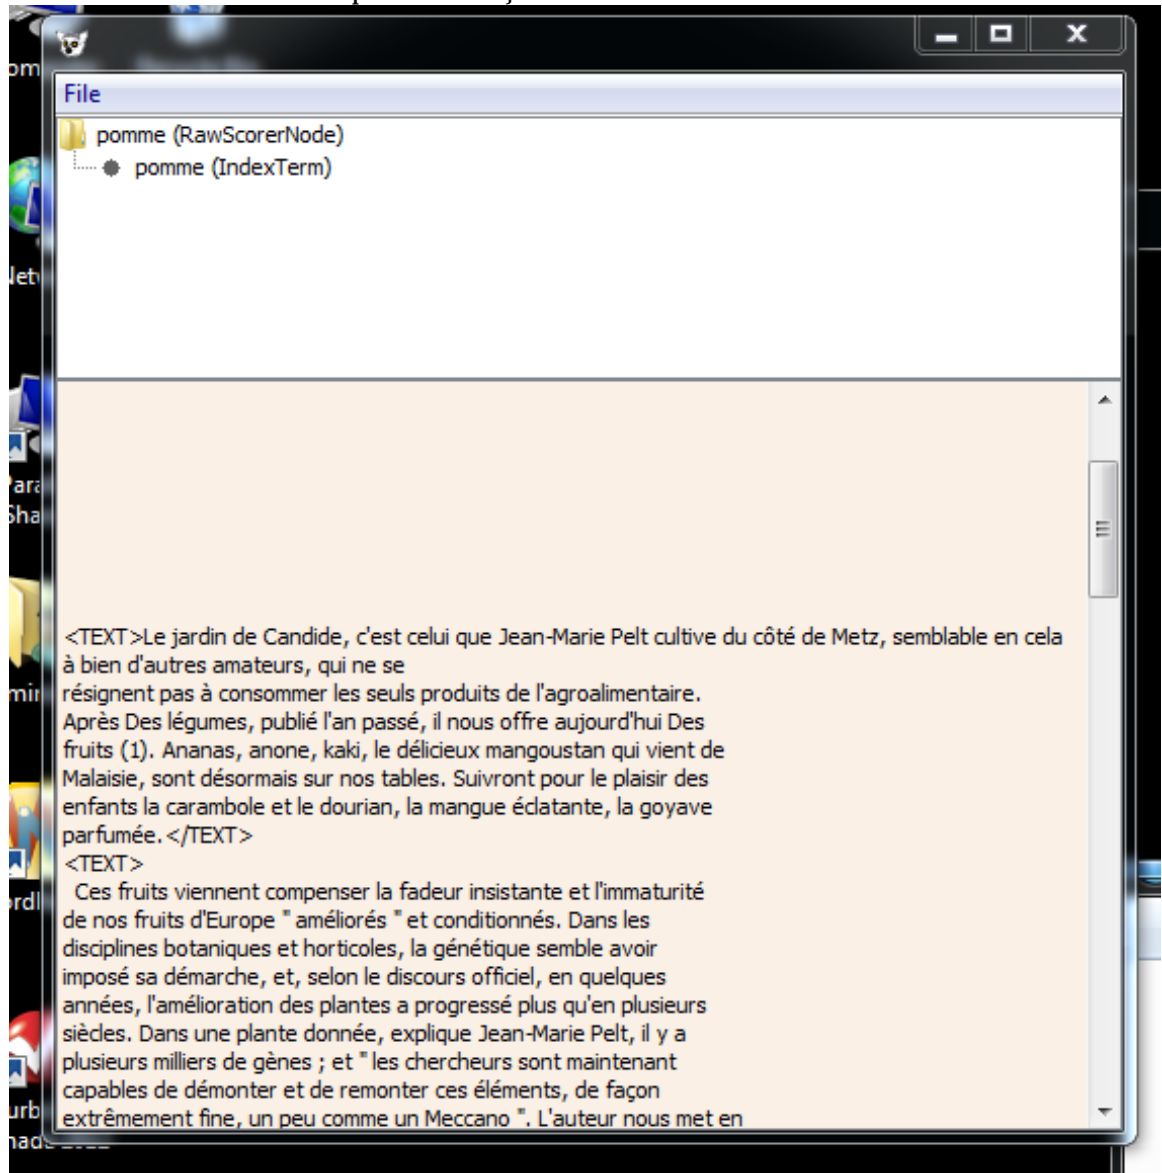 File
pomme (RawScorerNode)
pomme (IndexTerm)
<TEXT>Le jardin de Candide, c'est celui que Jean-Marie Pelt cultive du côté de Metz, semblable en cela
à bien d'autres amateurs, qui ne se
résignent pas à consommer les seuls produits de l'agroalimentaire.
Après Des légumes, publié l'an passé, il nous offre aujourd'hui Des
fruits (1). Ananas, anone, kaki, le délicieux mangoustan qui vient de
Malaisie, sont désormais sur nos tables. Suivront pour le plaisir des
enfants la carambole et le dourian, la mangue éclatante, la goyave
parfumée.</TEXT>
<TEXT>
Ces fruits viennent compenser la fadeur insistante et l'immaturité
de nos fruits d'Europe " améliorés " et conditionnés. Dans les
disciplines botaniques et horticoles, la génétique semble avoir
imposé sa démarche, et, selon le discours officiel, en quelques
années, l'amélioration des plantes a progressé plus qu'en plusieurs
siècles. Dans une plante donnée, explique Jean-Marie Pelt, il y a
plusieurs milliers de gènes ; et " les chercheurs sont maintenant
capables de démonter et de remonter ces éléments, de façon
extrêmement fine, un peu comme un Meccano ". L'auteur nous met en